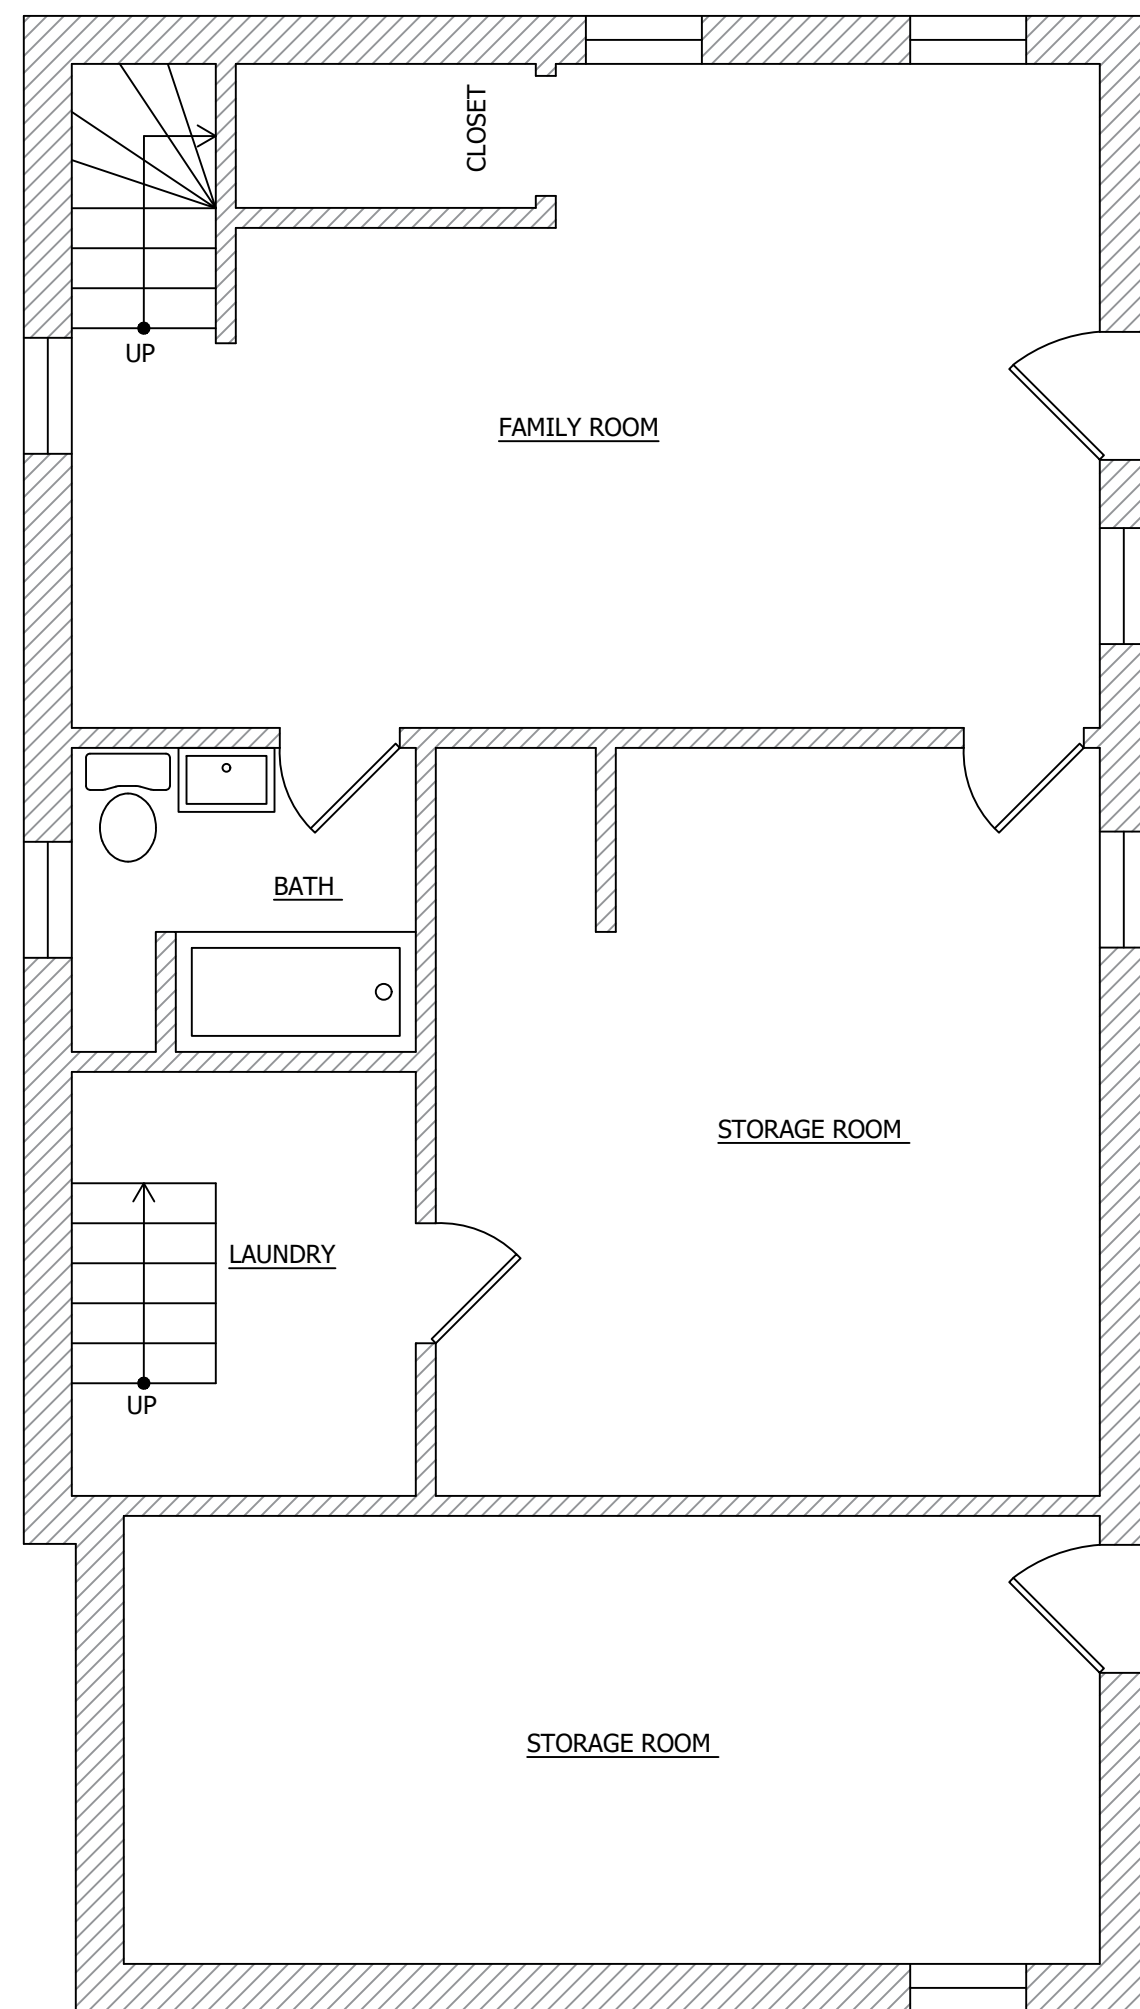 CLOSET
UP
FAMILY ROOM
BATH
STORAGE ROOM
LAUNDRY
UP
STORAGE ROOM